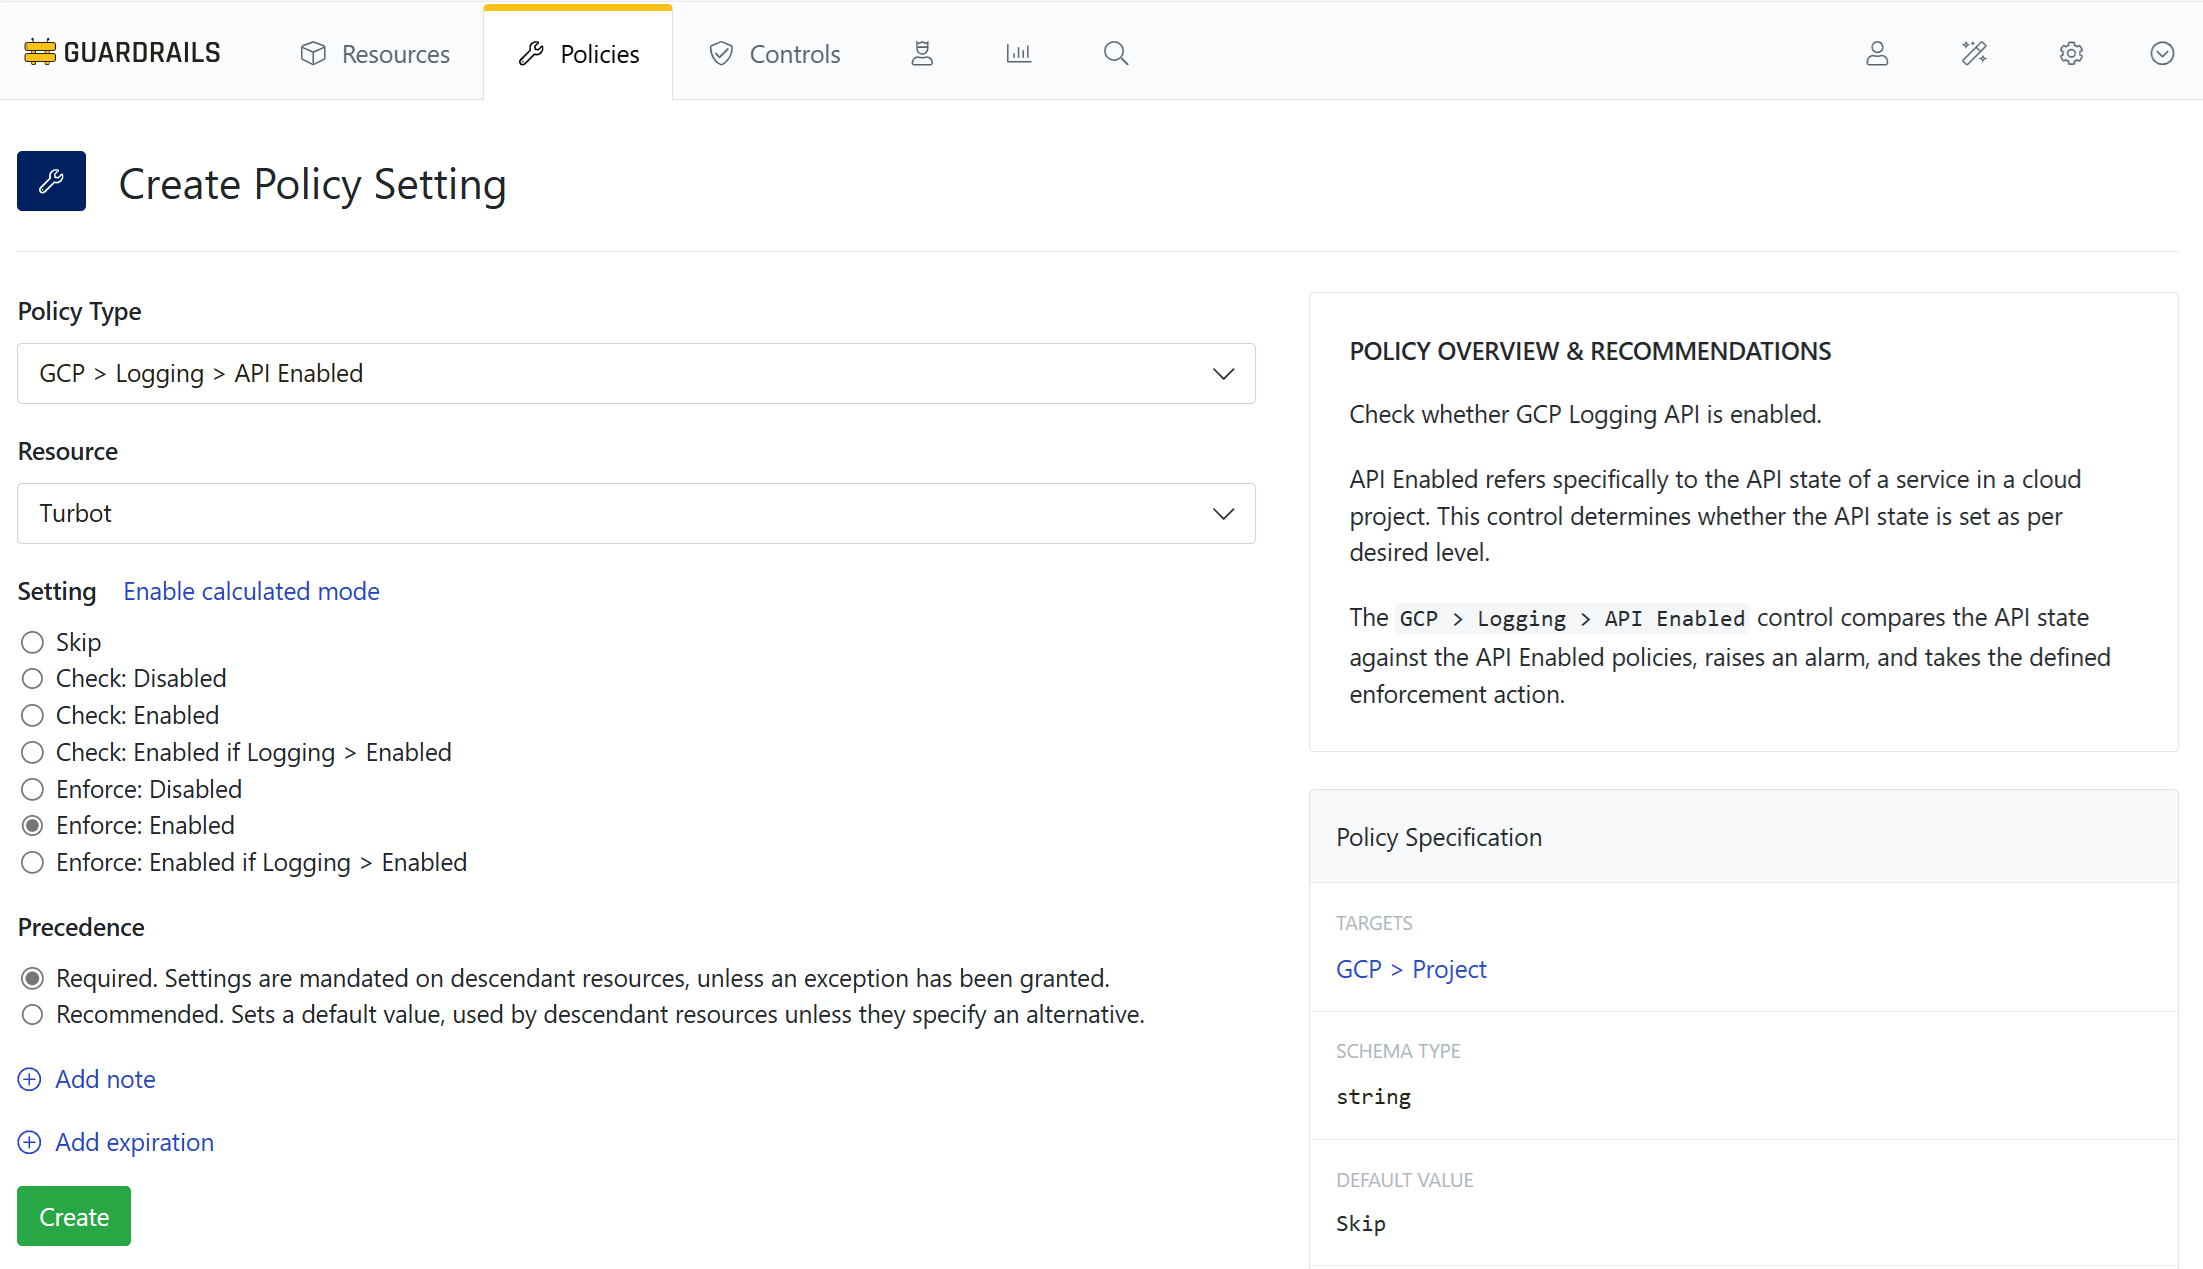 GUARDRAILS
Resources
Policies
Controls
Create Policy Setting
Policy Type
GCP > Logging > API Enabled
Resource
Turbot
Setting Enable calculated mode
Skip
Check: Disabled
Check: Enabled
Check: Enabled if Logging > Enabled
Enforce: Disabled
Enforce: Enabled
Enforce: Enabled if Logging > Enabled
Precedence
Required. Settings are mandated on descendant resources, unless an exception has been granted.
Recommended. Sets a default value, used by descendant resources unless they specify an alternative.
Add note
Add expiration
Create
POLICY OVERVIEW & RECOMMENDATIONS
Check whether GCP Logging API is enabled.
API Enabled refers specifically to the API state of a service in a cloud
project. This control determines whether the API state is set as per
desired level.
The GCP > Logging > API Enabled control compares the API state
against the API Enabled policies, raises an alarm, and takes the defined
enforcement action.
Policy Specification
TARGETS
GCP > Project
SCHEMA TYPE
string
DEFAULT VALUE
Skip